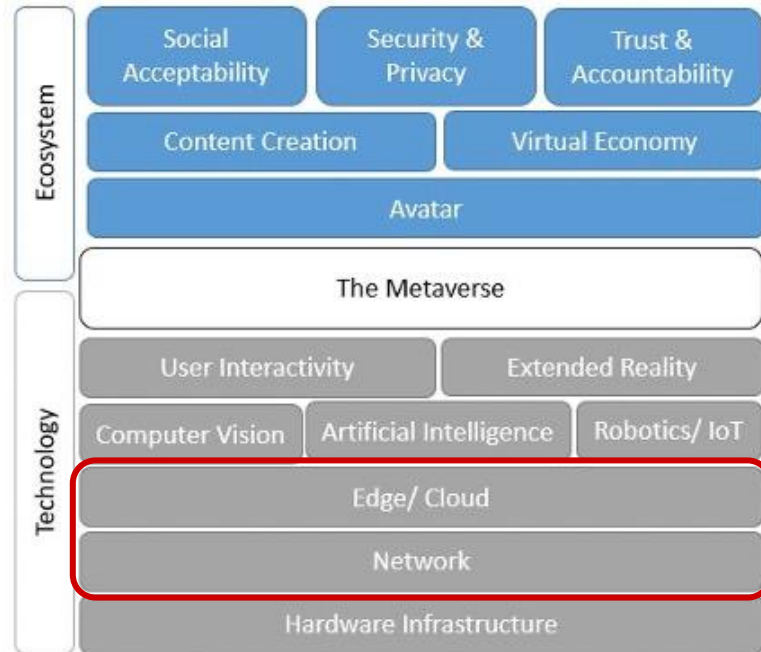 Ecosystem
Social
Acceptability
Security &
Privacy
Trust &
Accountability
Content Creation
Virtual Economy
Avatar
The Metaverse
Technology
User Interactivity
Extended Reality
Computer Vision
Artificial Intelligence
Robotics/ IoT
Edge/ Cloud
Network
Hardware Infrastructure